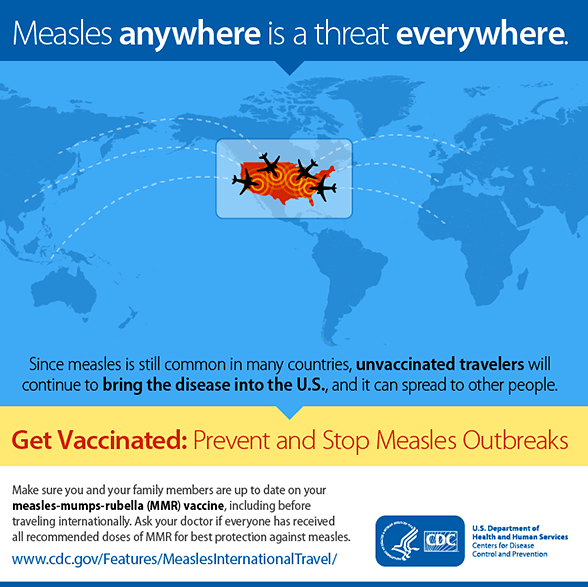 Measles anywhere is a threat everywhere.
Since measles is still common in many countries, unvaccinated travelers will
continue to bring the disease into the U.S., and it can spread to other people.
Get Vaccinated: Prevent and Stop Measles Outbreaks
Make sure you and your family members are up to date on your
measles-mumps-rubella (MMR) vaccine, including before
traveling internationally. Ask your doctor if everyone has received
all recommended doses of MMR for best protection against measles.
www.cdc.gov/Features/MeaslesInternationalTravel/
CDC
U.S. Department of
Health and Human Services
Centers for Disease
Control and Prevention